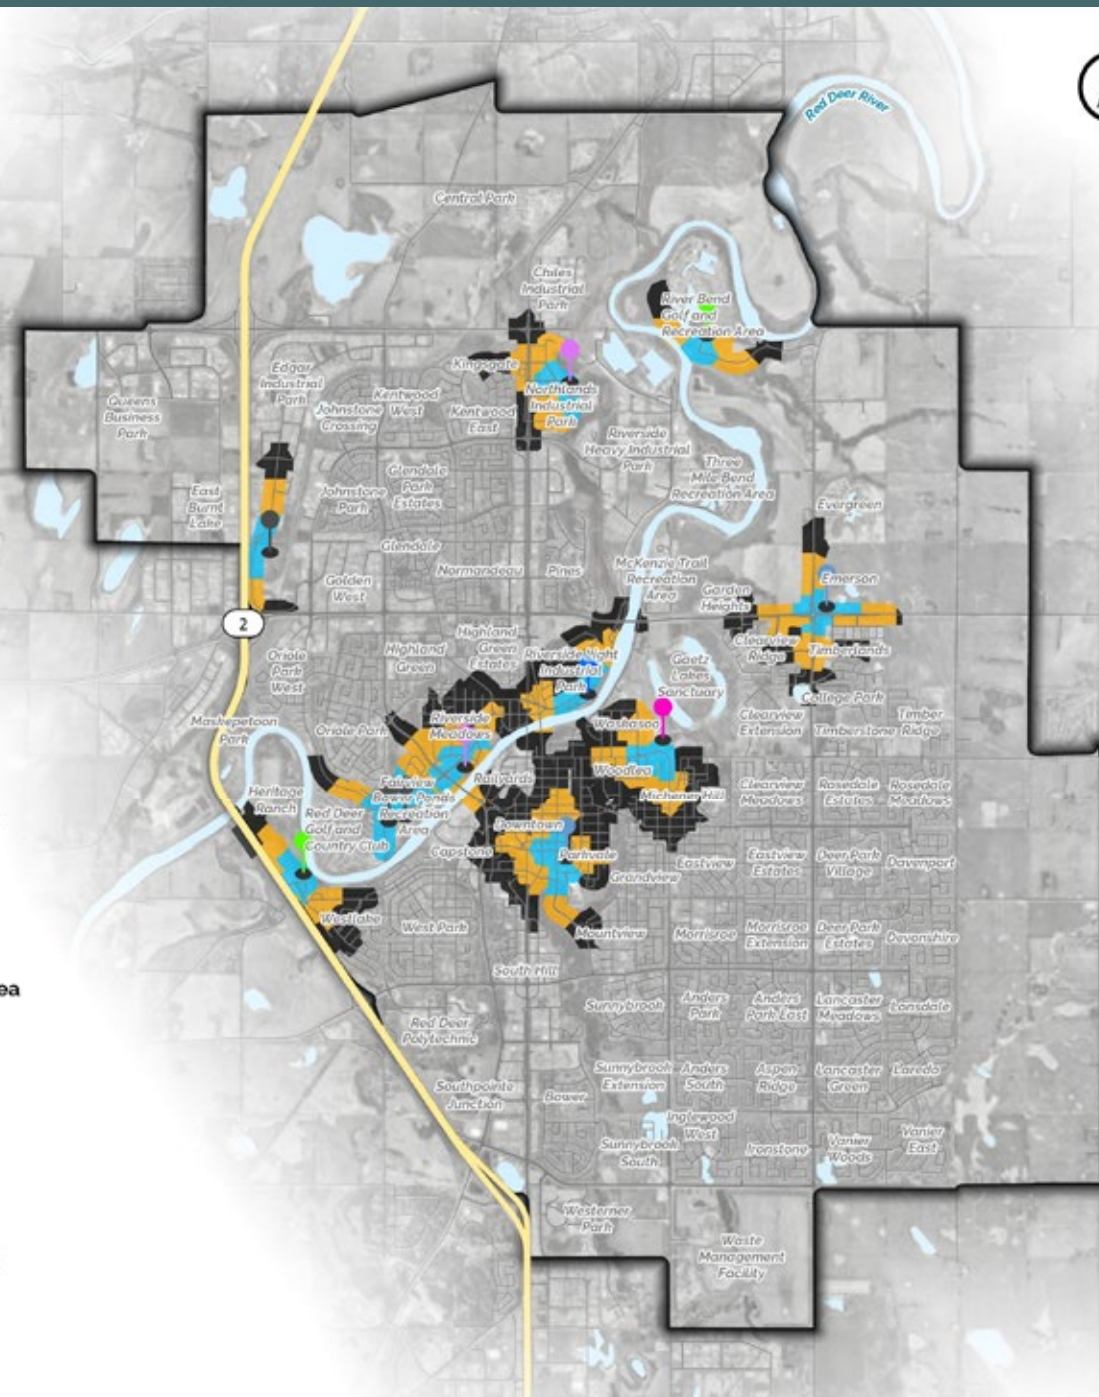 Red Deer River
Central Park
Chiles
Industrial
Park
River Bend
Golf and
Recreation Area
Kingsgate
Edgar
Industrial
Park
Northlands
Industrial
Park
Queens
Business
Park
Kentwood
West
Johnstone
Crossing
Kentwood
East
Riverside
Heavy Industrial
Park
Three
Mile Bend
Recreation Area
Glendale
Park
Estates
East
Burnt
Lake
Johnstone
Park
Evergreen
Glendale
Normandeau
Pines
McKenzie Trail
Recreation
Area
Golden
West
Emerson
Garden
Heights
2
Highland
Green
Estates
Highland
Green
Clearview
Ridge
Timberlands
Oriole
Park
West
Riverside Light
Industrial
Park
Gaetz
Lakes
Sanctuary
College Park
Maskepetoon
Park
Oriole Park
Riverside
Meadows
Waskasoo
Clearview
Extension
Timberstone
Timber
Ridge
Railyards
Woodlea
Michener Hill
Heritage
Ranch
Fairview
Bower Ponds
Recreation
Area
Clearview
Meadows
Rosedale
Estates
Rosedale
Meadows
Red Deer
Golf and
Country Club
Downtown
Capstone
Parkvale
Grandview
Eastview
Eastview
Estates
Deer Park
Village
Davenport
Westlake
West Park
Mountview
Morrisroe
Morrisroe
Extension
Deer Park
Estates
Devonshire
South Hill
ea
Sunnybrook
Anders
Park
Anders
Park East
Lancaster
Meadows
Lonsdale
Red Deer
Polytechnic
Sunnybrook
Extension
Anders
South
Aspen
Ridge
Lancaster
Green
Laredo
Southpointe
Junction
Bower
Inglewood
West
Sunnybrook
South
Ironstone
Vanier
Woods
Vanier
East
Westerner
Park
Waste
Management
Facility